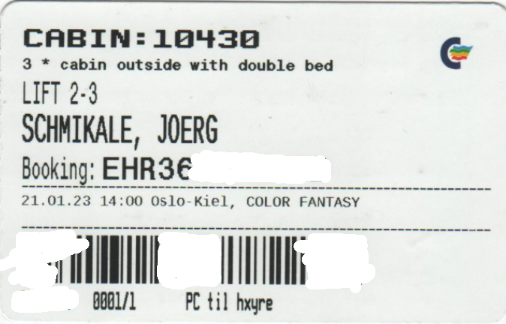 CABIN:10430
3 * cabin outside with double bed
LIFT 2-3
SCHMIKALE, JOERG
Booking: EHR36
21.01.23 14:00 Oslo-Kiel, COLOR FANTASY
0001/1 PC til hxyre